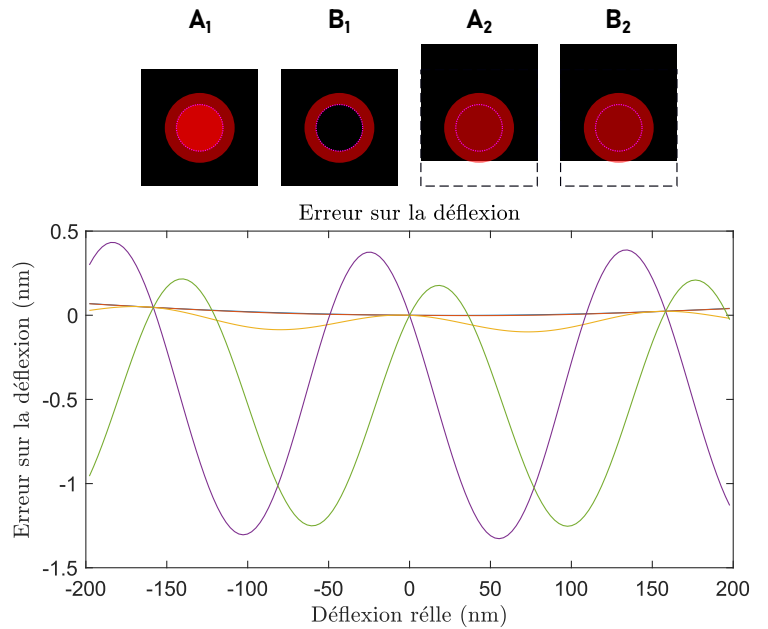 A₁ B₁ A₂ B₂
Erreur sur la déflexion
Erreur sur la déflexion (nm)
0.5
0
-0.5
-1
-1.5
-200 -150 -100 -50 0 50 100 150 200
Déflexion rélle (nm)